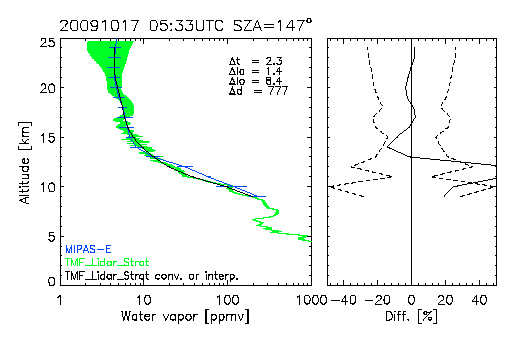 20091017 05:33UTC SZA=147°
Δt = 2.3
Δla = 1.4
Δlo = 8.4
Δd = 777
MIPAS-E
TMF_Lidar_Strat
TMF_Lidar_Strat conv. or interp.
Altitude [km]
25
20
15
10
5
0
1 10 100 1000
Water vapor [ppmv]
-40 -20 0 20 40
Diff. [%]